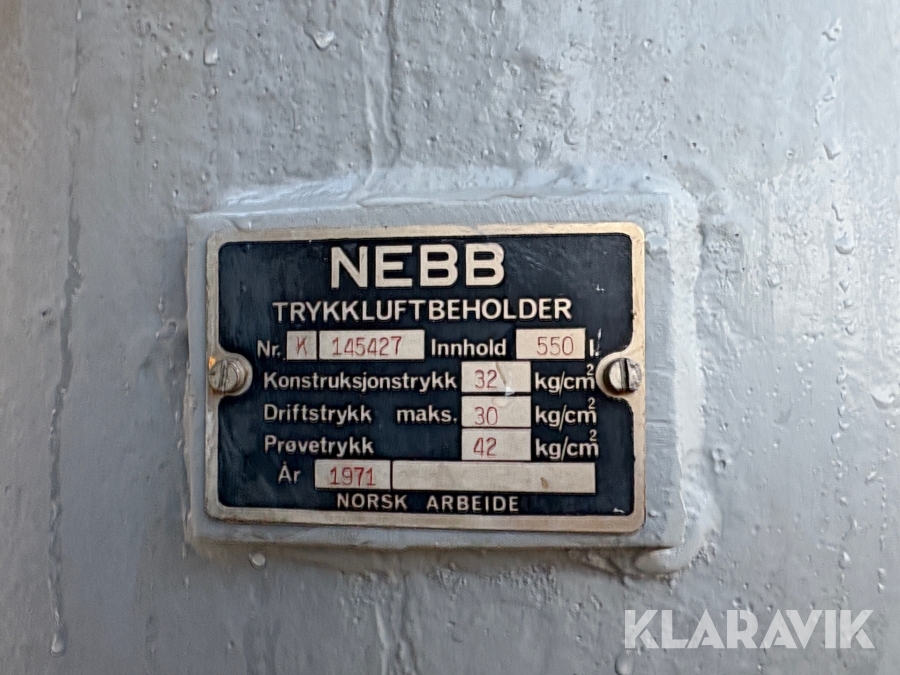 NEBB
TRYKKLUFTBEHOLDER
Nr. K 145427 Innhold 550 l.
Konstruksjonstrykk 32 kg/cm²
Driftstrykk maks. 30 kg/cm²
Prøvetrykk 42 kg/cm²
År 1971
NORSK ARBEIDE
KLARAVIK